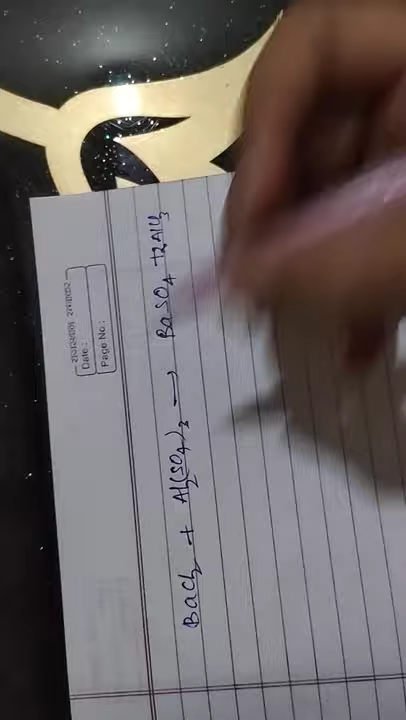 Date :
Page No :
BaCl₂ + Al₂(SO₄)₃ → BaSO₄ + 2AlCl₃